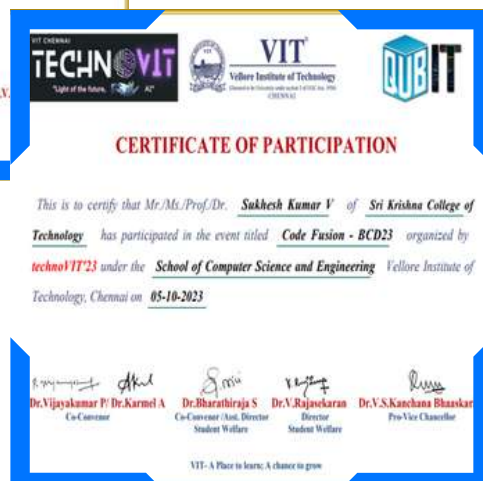 VIT CHENNAI
TECHNOVIT
"Light of the future, AI"
VIT
Vellore Institute of Technology
CHENNAI
QUBIT
CERTIFICATE OF PARTICIPATION
This is to certify that Mr./Ms./Prof./Dr. Sukhesh Kumar V of Sri Krishna College of
Technology has participated in the event titled Code Fusion - BCD23 organized by
technoVIT'23 under the School of Computer Science and Engineering Vellore Institute of
Technology, Chennai on 05-10-2023
Dr.Vijayakumar P/ Dr.Karmel A Dr.Bharathiraja S Dr.V.Rajasekaran Dr.V.S.Kanchana Bhaaskar
Co-Convenor Co-Convenor /Asst. Director Director Pro-Vice Chancellor
Student Welfare Student Welfare
VIT- A Place to learn; A chance to grow